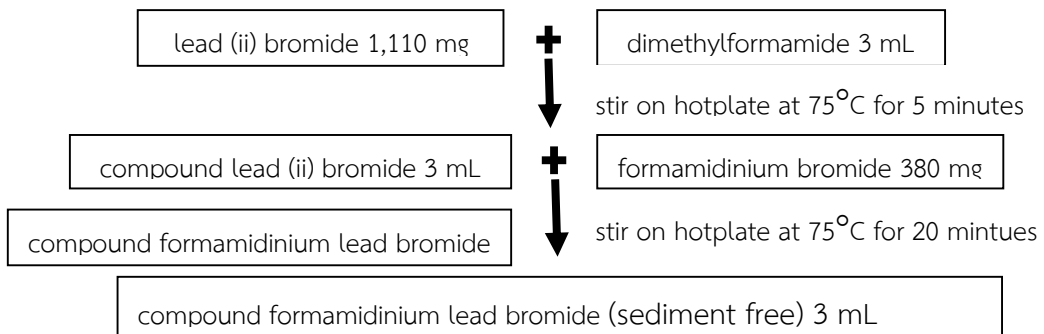 lead (ii) bromide 1,110 mg + dimethylformamide 3 mL
stir on hotplate at 75°C for 5 minutes
compound lead (ii) bromide 3 mL + formamidinium bromide 380 mg
stir on hotplate at 75°C for 20 mintues
compound formamidinium lead bromide
compound formamidinium lead bromide (sediment free) 3 mL